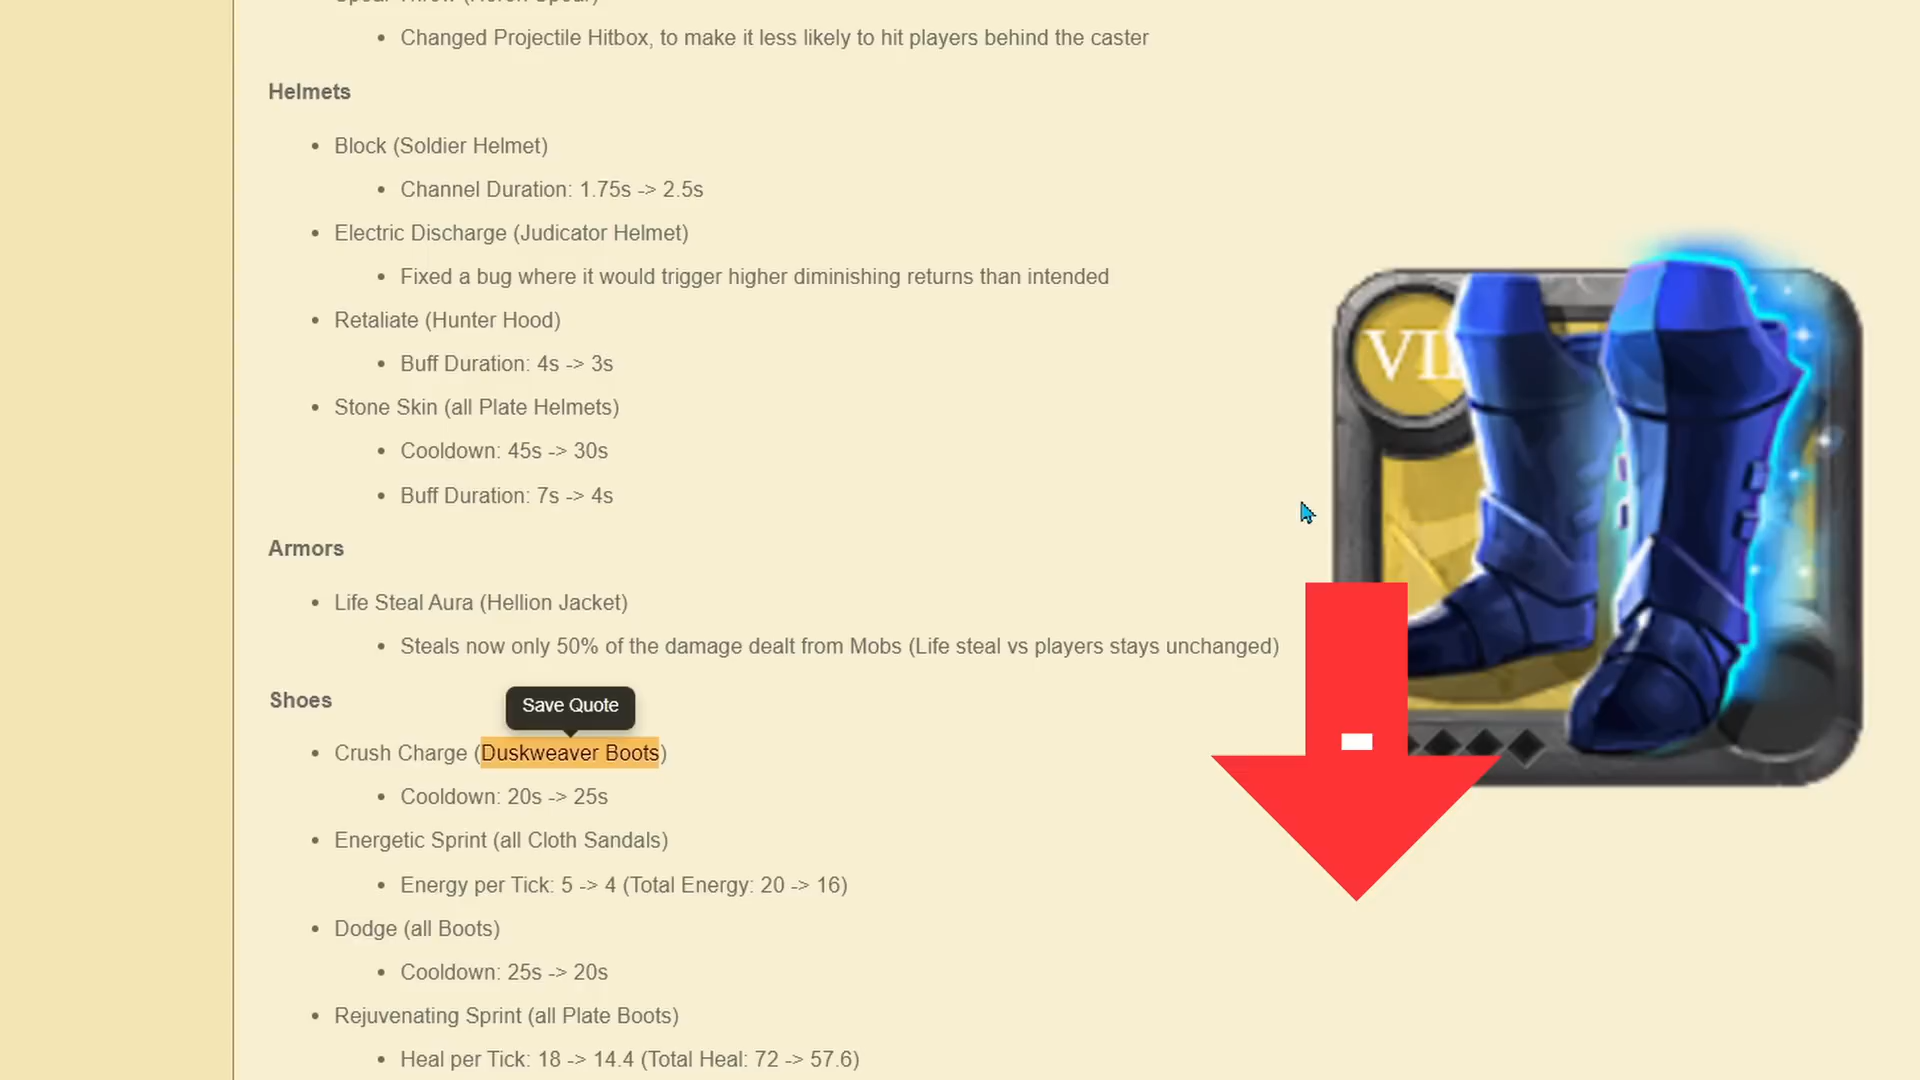 Changed Projectile Hitbox, to make it less likely to hit players behind the caster
Helmets
Block (Soldier Helmet)
Channel Duration: 1.75s -> 2.5s
Electric Discharge (Judicator Helmet)
Fixed a bug where it would trigger higher diminishing returns than intended
Retaliate (Hunter Hood)
Buff Duration: 4s -> 3s
Stone Skin (all Plate Helmets)
Cooldown: 45s -> 30s
Buff Duration: 7s -> 4s
Armors
Life Steal Aura (Hellion Jacket)
Steals now only 50% of the damage dealt from Mobs (Life steal vs players stays unchanged)
Shoes
Save Quote
Crush Charge (Duskweaver Boots)
Cooldown: 20s -> 25s
Energetic Sprint (all Cloth Sandals)
Energy per Tick: 5 -> 4 (Total Energy: 20 -> 16)
Dodge (all Boots)
Cooldown: 25s -> 20s
Rejuvenating Sprint (all Plate Boots)
Heal per Tick: 18 -> 14.4 (Total Heal: 72 -> 57.6)